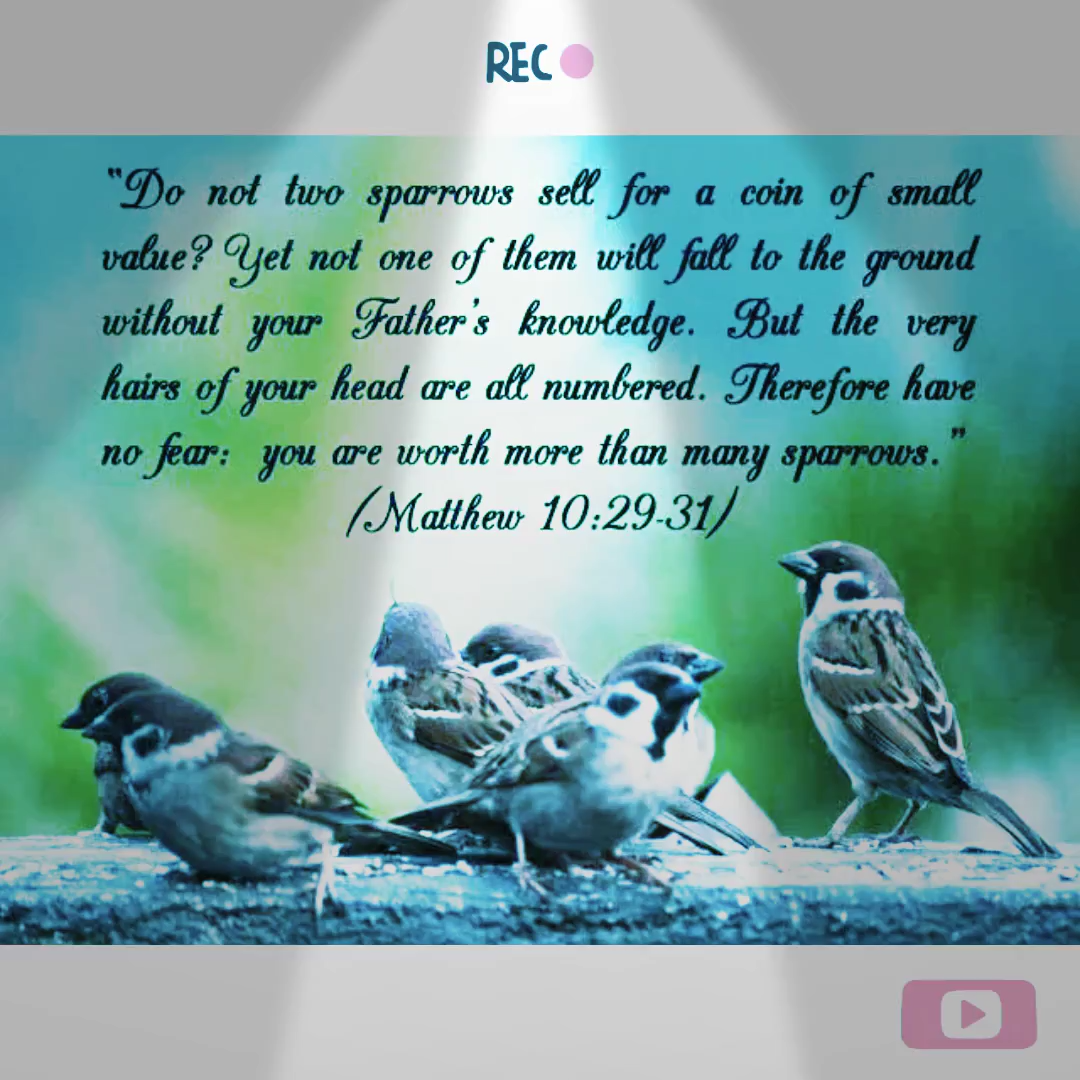 REC
"Do not two sparrows sell for a coin of small
value? Yet not one of them will fall to the ground
without your Father's knowledge. But the very
hairs of your head are all numbered. Therefore have
no fear: you are worth more than many sparrows."
(Matthew 10:29-31)